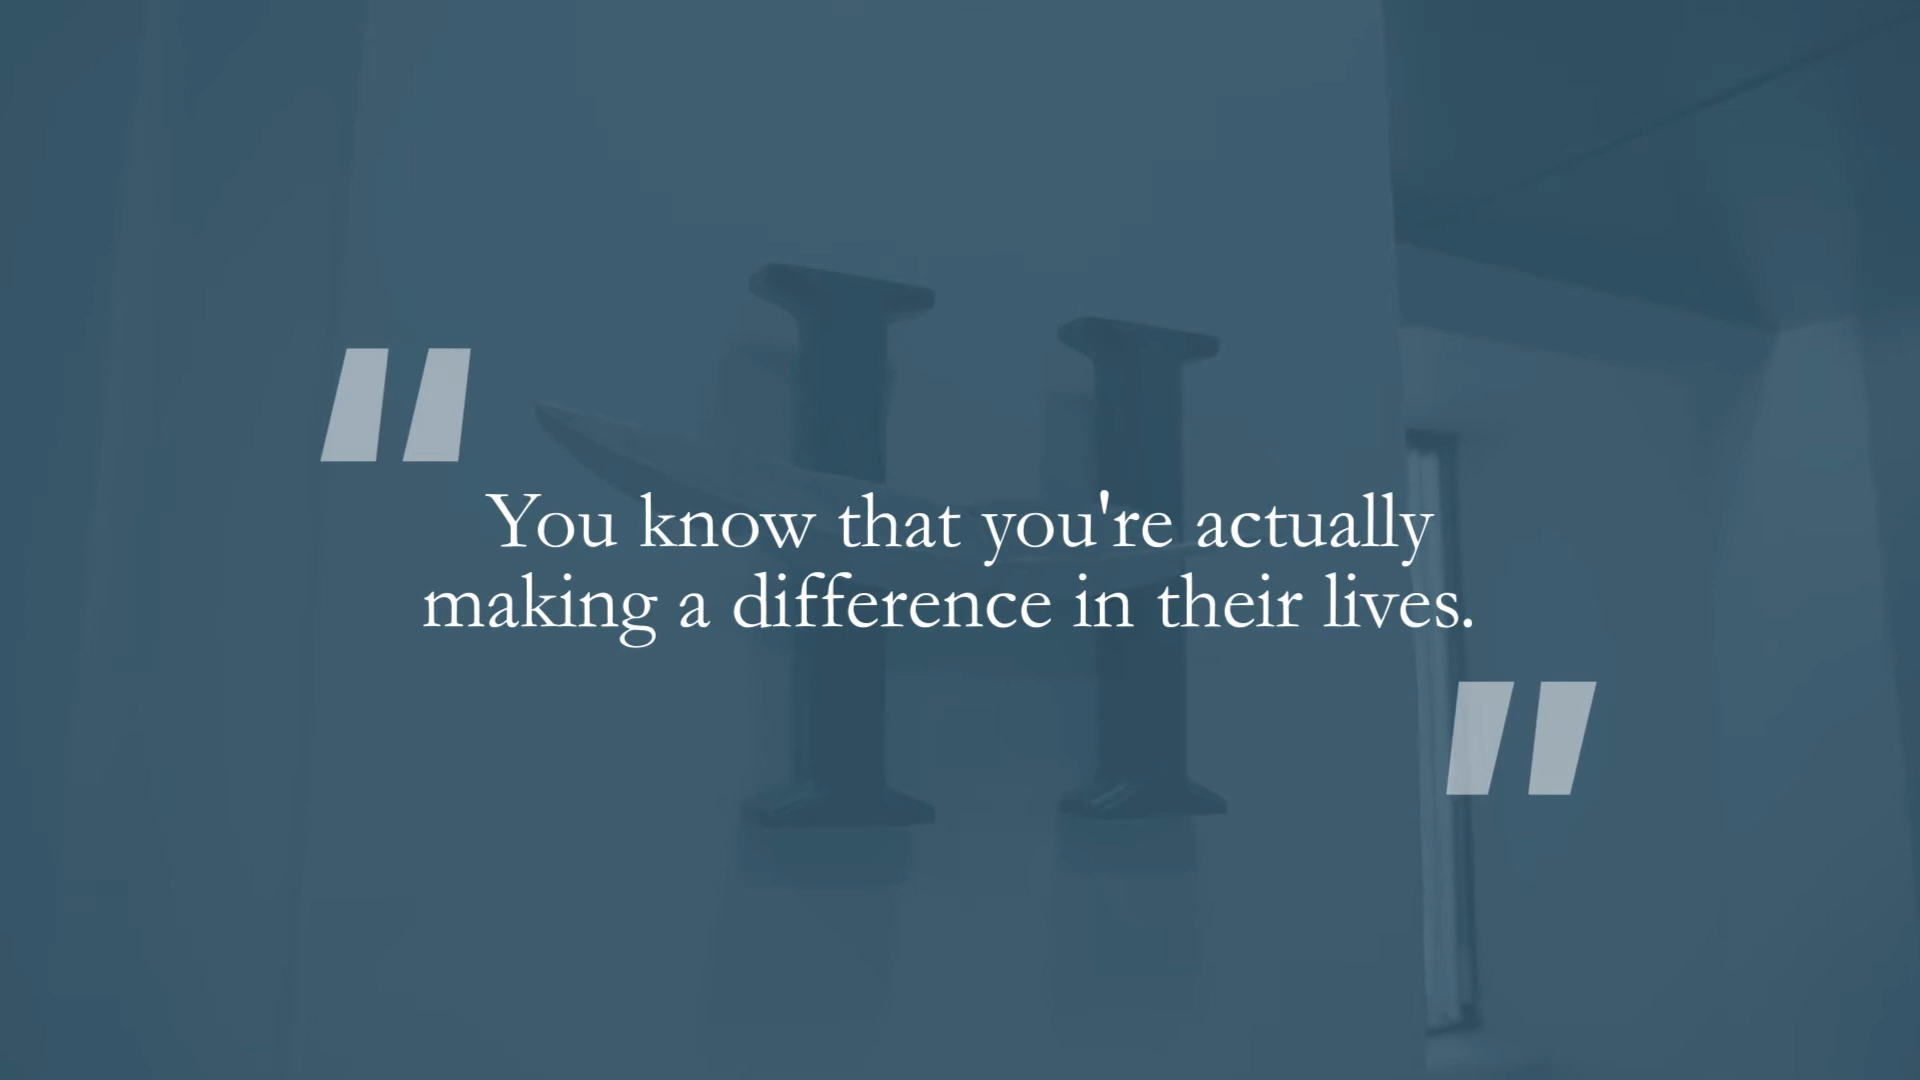 "
You know that you're actually
making a difference in their lives.
"